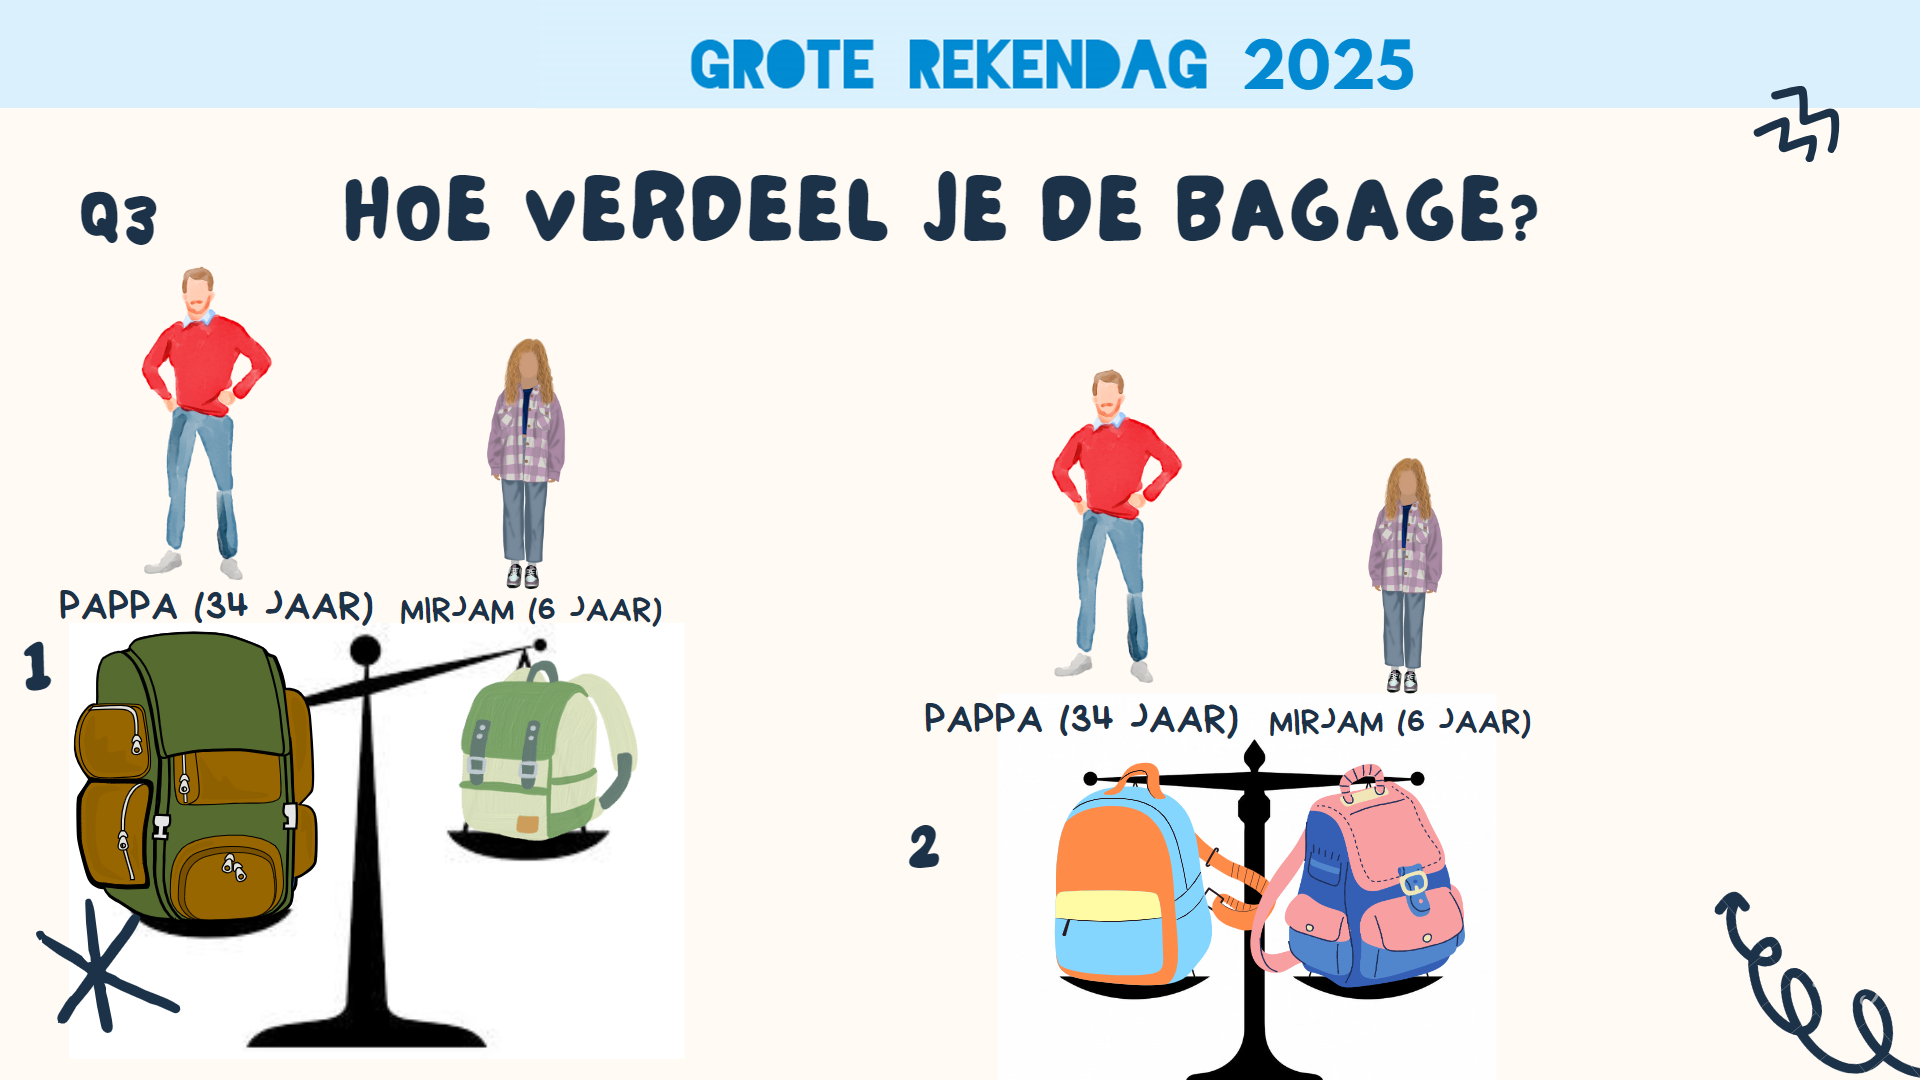 GROTE REKENDAG 2025
Q3
HOE VERDEEL JE DE BAGAGE?
PAPPA (34 JAAR)
MIRJAM (6 JAAR)
1
PAPPA (34 JAAR)
MIRJAM (6 JAAR)
2